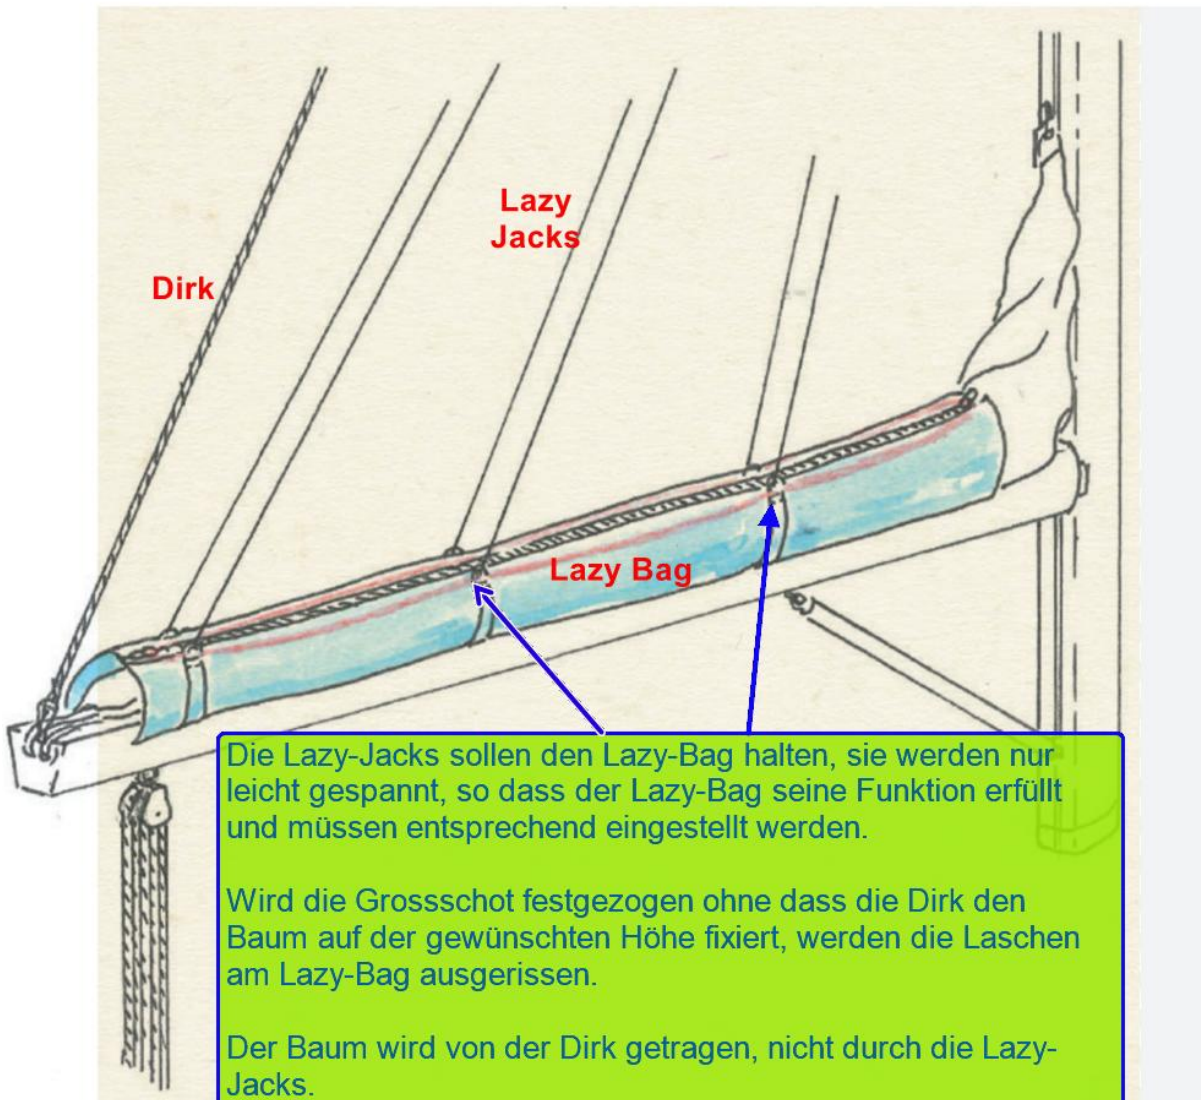 Lazy
Jacks
Dirk
Lazy Bag
Die Lazy-Jacks sollen den Lazy-Bag halten, sie werden nur
leicht gespannt, so dass der Lazy-Bag seine Funktion erfüllt
und müssen entsprechend eingestellt werden.
Wird die Grossschot festgezogen ohne dass die Dirk den
Baum auf der gewünschten Höhe fixiert, werden die Laschen
am Lazy-Bag ausgerissen.
Der Baum wird von der Dirk getragen, nicht durch die Lazy-
Jacks.